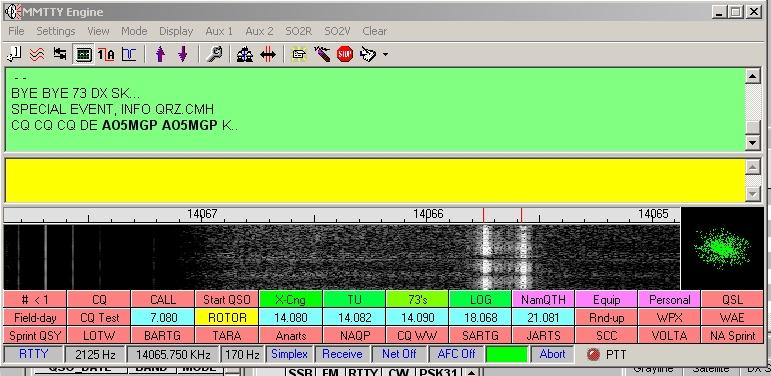 MMTTY Engine
File Settings View Mode Display Aux 1 Aux 2 SO2R SO2V Clear
1A STOP
--
BYE BYE 73 DX SK...
SPECIAL EVENT, INFO QRZ.CMH
CQ CQ CQ DE AO5MGP AO5MGP K..
14067 14066 14065
# < 1 CQ CALL Start QSO X-Cng TU 73's LOG NamQTH Equip Personal QSL
Field-day CQ Test 7.080 ROTOR 14.080 14.082 14.090 18.068 21.081 Rnd-up WPX WAE
Sprint QSY LOTW BARTG TARA Anarts NAQP CQ WW SARTG JARTS SCC VOLTA NA Sprint
RTTY 2125 Hz 14065.750 KHz 170 Hz Simplex Receive Net Off AFC Off Abort PTT
QSO_DATE BAND MODE SSB FM RTTY CW PSK31 Grayline Satellite DX S